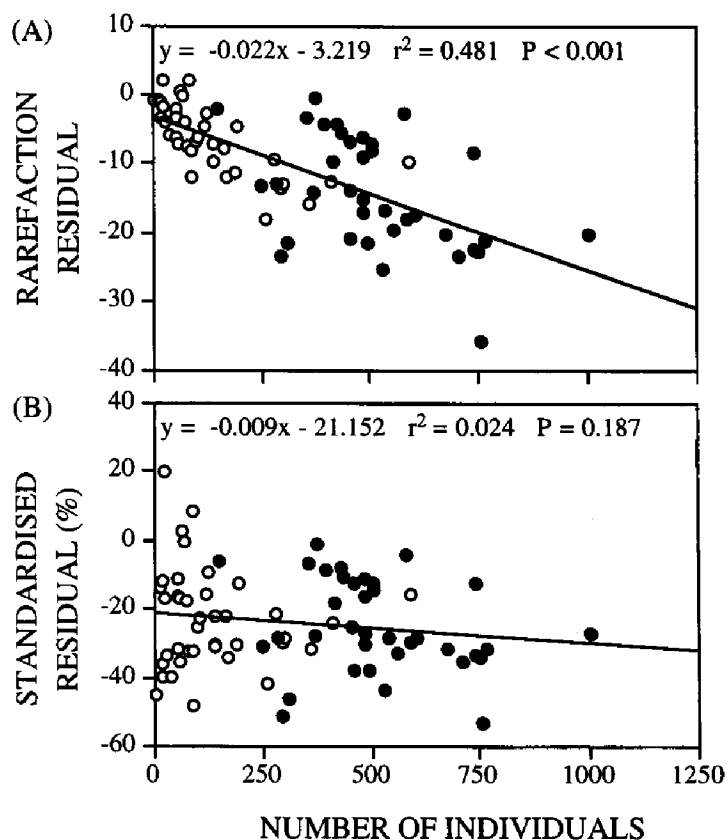 (A)
10
y = -0.022x - 3.219 r² = 0.481 P < 0.001
0
-10
-20
-30
-40
RAREFACTION
RESIDUAL
(B)
40
y = -0.009x - 21.152 r² = 0.024 P = 0.187
20
0
-20
-40
-60
STANDARDISED
RESIDUAL (%)
0 250 500 750 1000 1250
NUMBER OF INDIVIDUALS